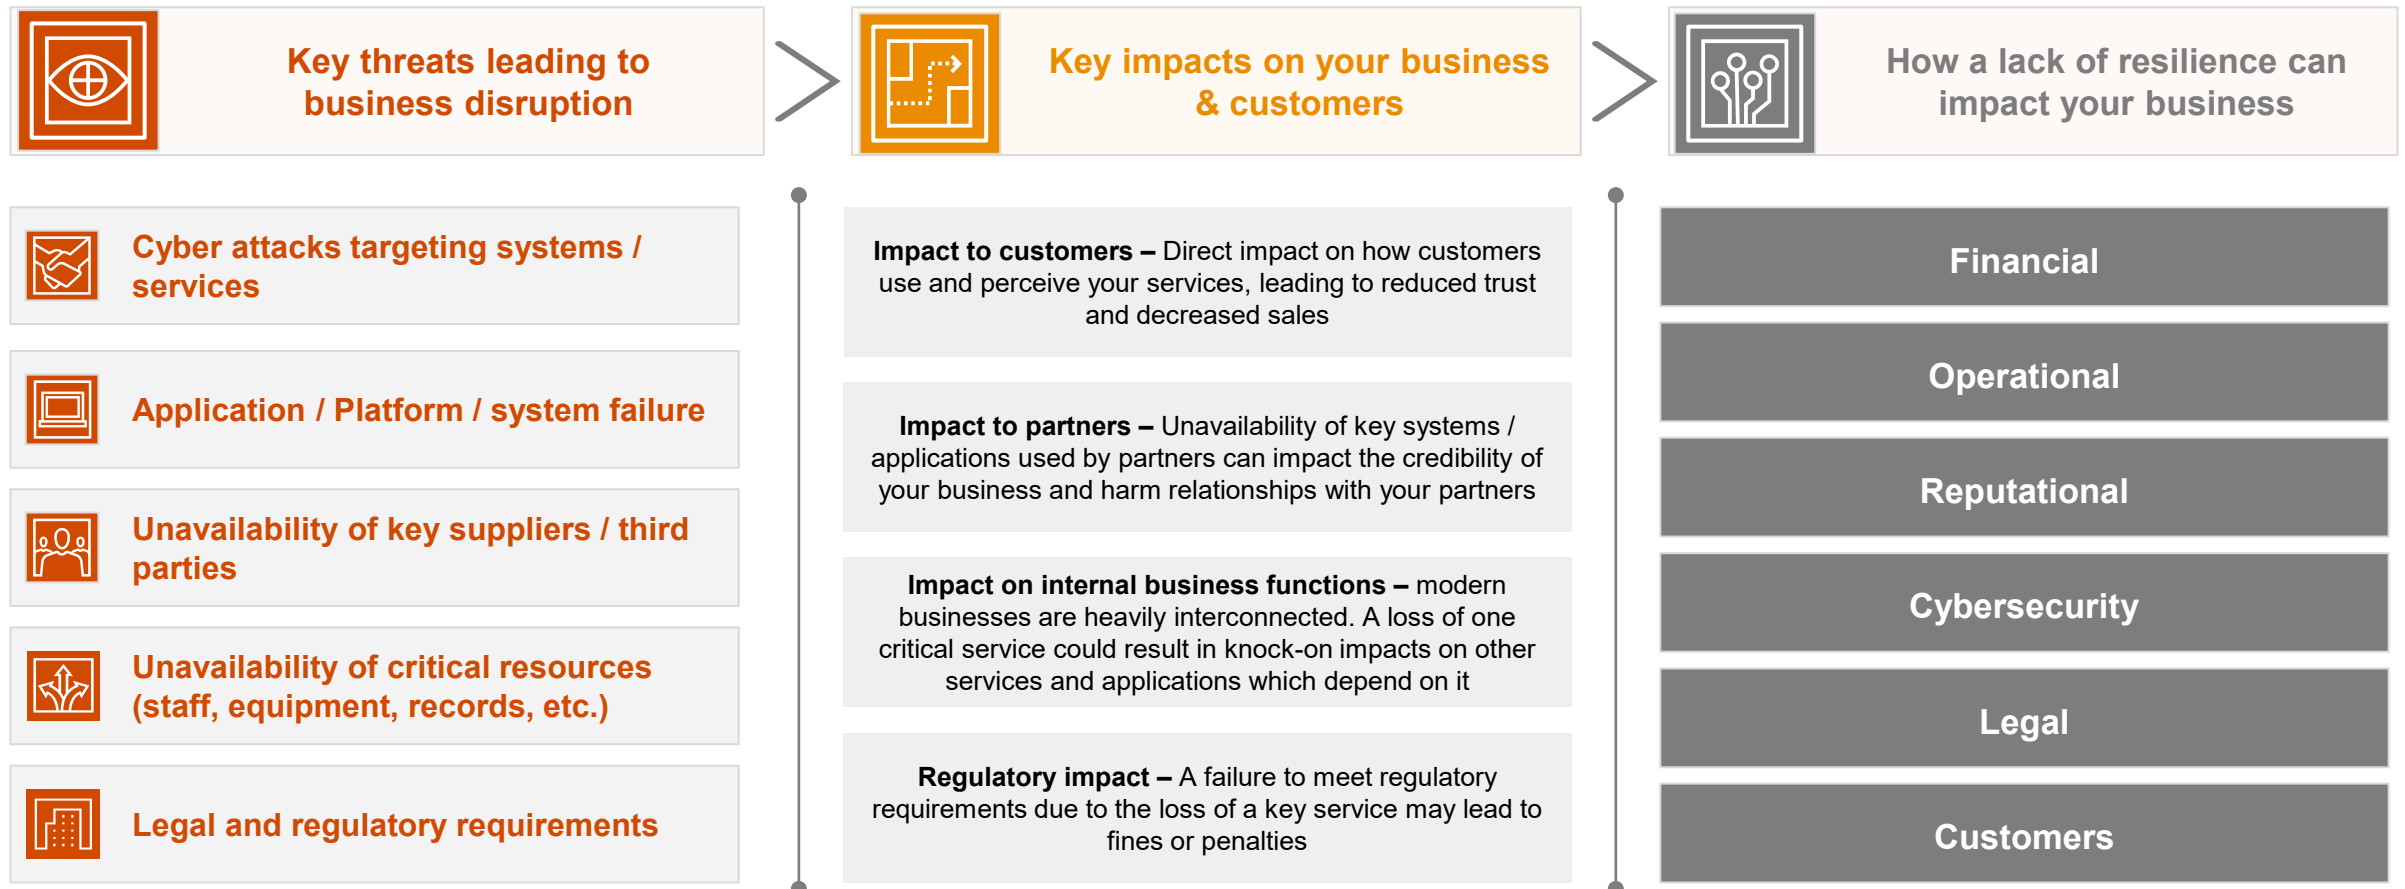 Key threats leading to
business disruption
Key impacts on your business
& customers
How a lack of resilience can
impact your business
Cyber attacks targeting systems /
services
Application / Platform / system failure
Unavailability of key suppliers / third
parties
Unavailability of critical resources
(staff, equipment, records, etc.)
Legal and regulatory requirements
Impact to customers – Direct impact on how customers
use and perceive your services, leading to reduced trust
and decreased sales
Impact to partners – Unavailability of key systems /
applications used by partners can impact the credibility of
your business and harm relationships with your partners
Impact on internal business functions – modern
businesses are heavily interconnected. A loss of one
critical service could result in knock-on impacts on other
services and applications which depend on it
Regulatory impact – A failure to meet regulatory
requirements due to the loss of a key service may lead to
fines or penalties
Financial
Operational
Reputational
Cybersecurity
Legal
Customers